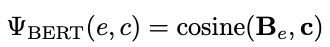 Ψ_BERT(e, c) = cosine(𝐁_e, 𝐜)